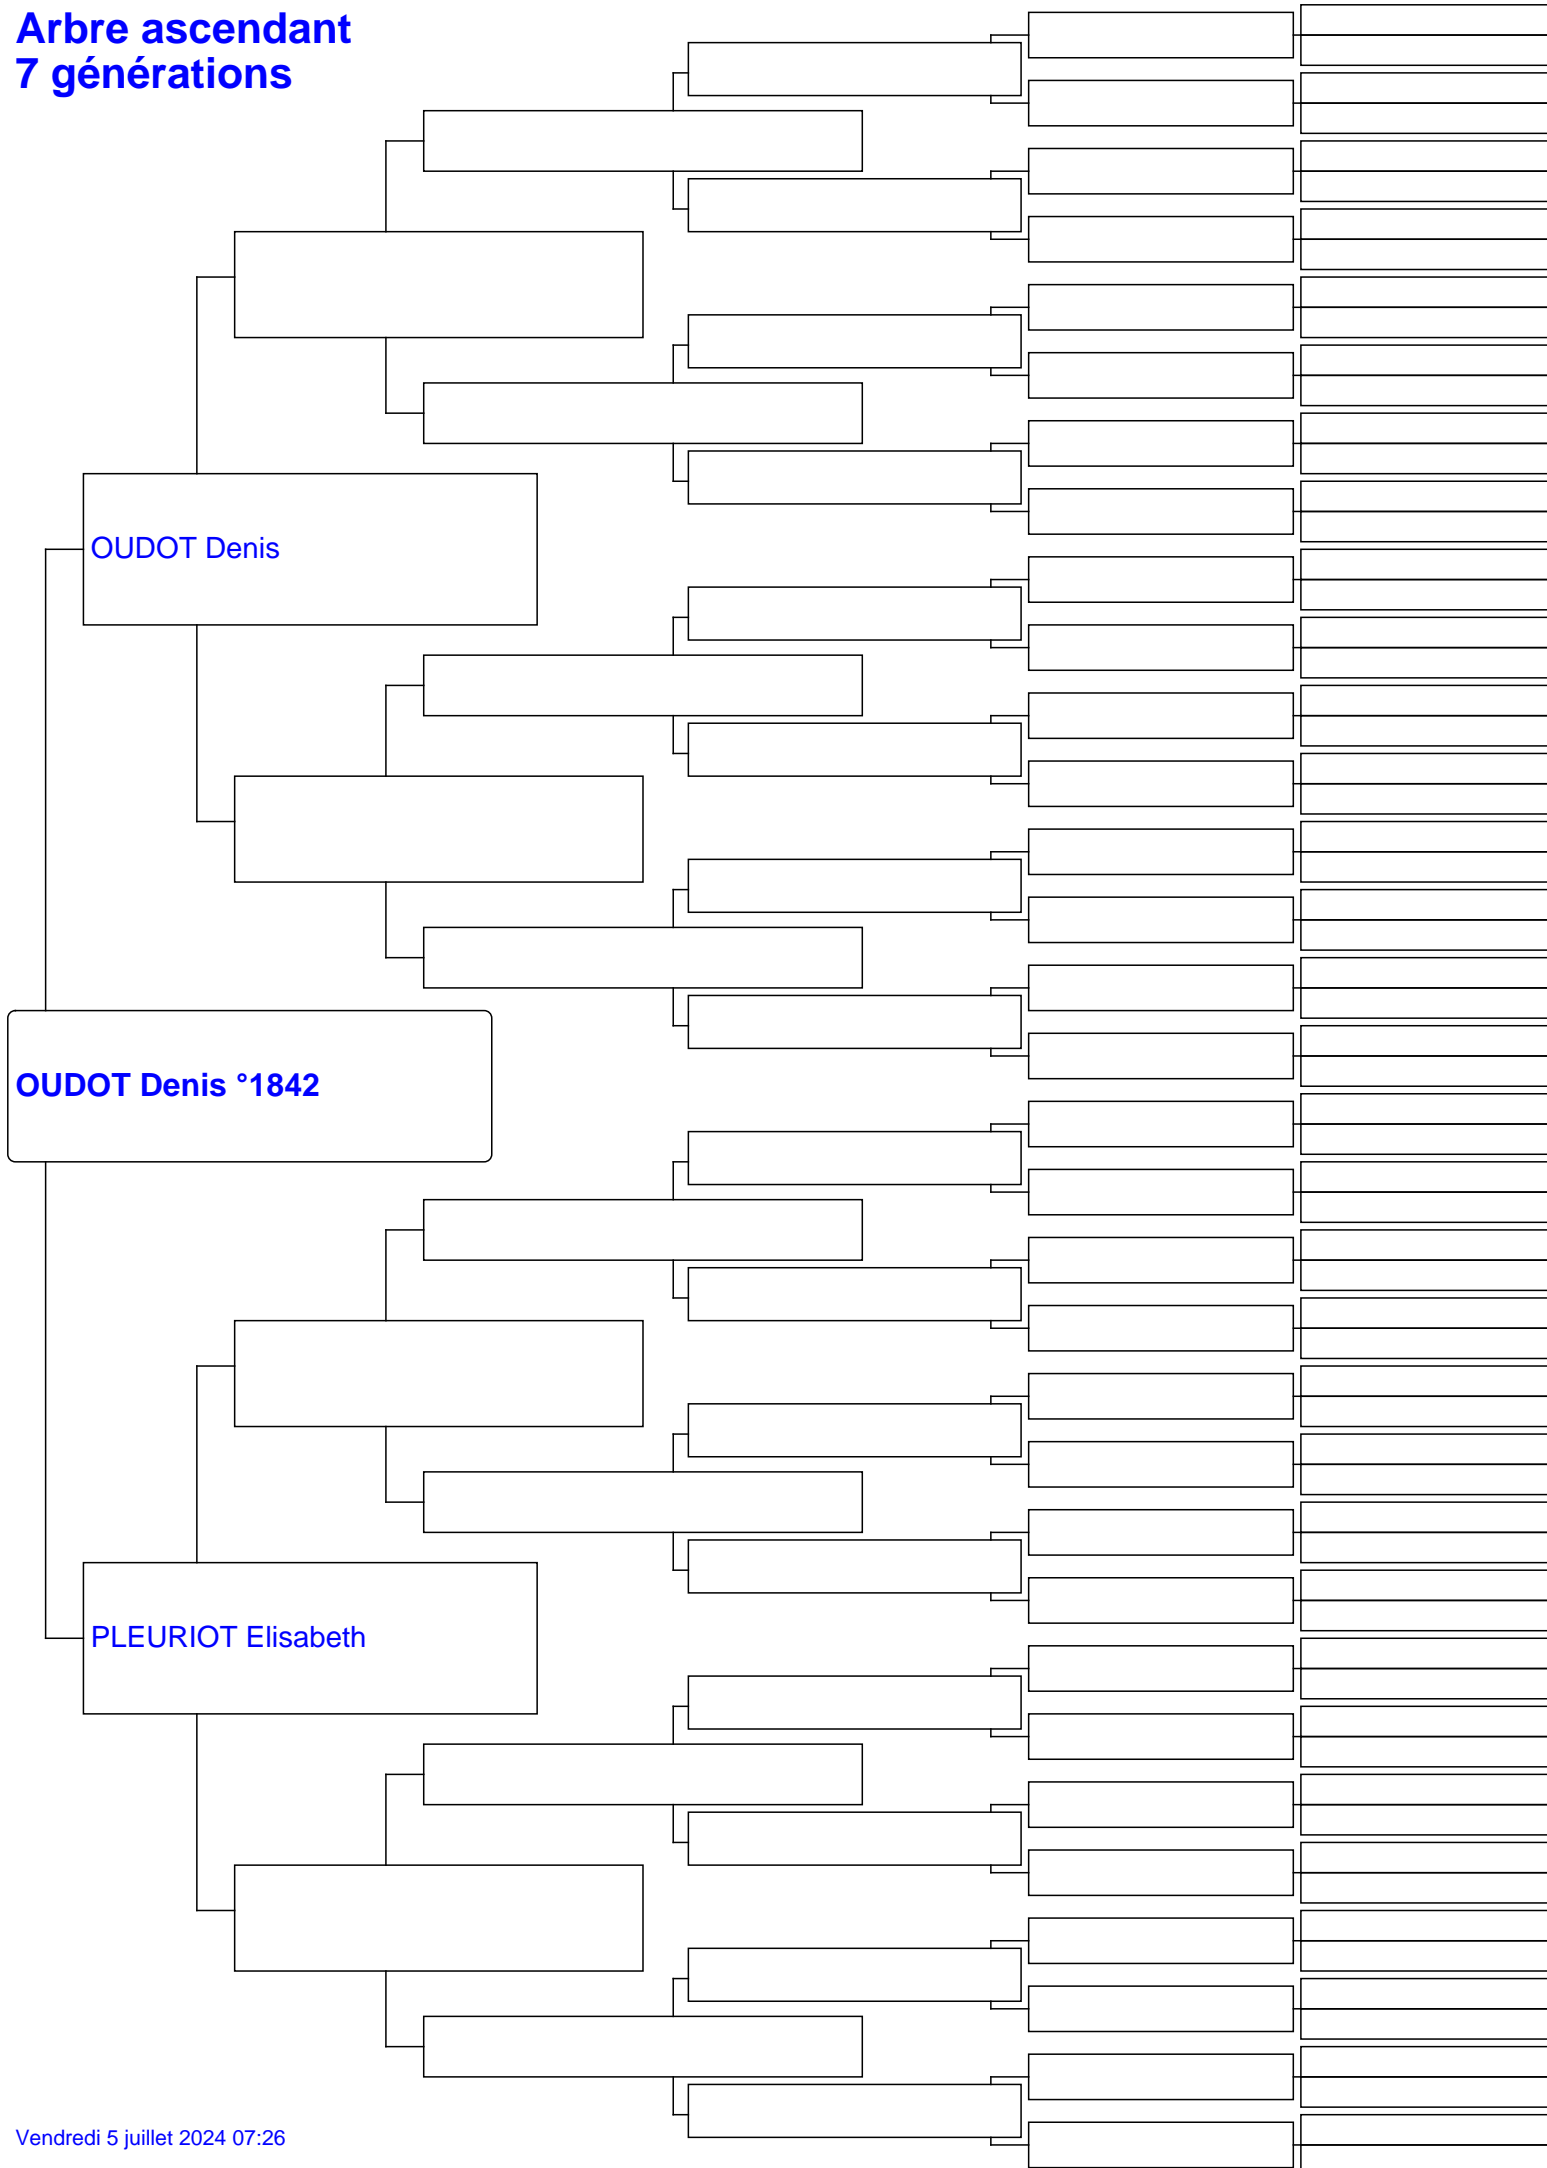 Arbre ascendant
7 générations
OUDOT Denis
OUDOT Denis °1842
PLEURIOT Elisabeth
Vendredi 5 juillet 2024 07:26